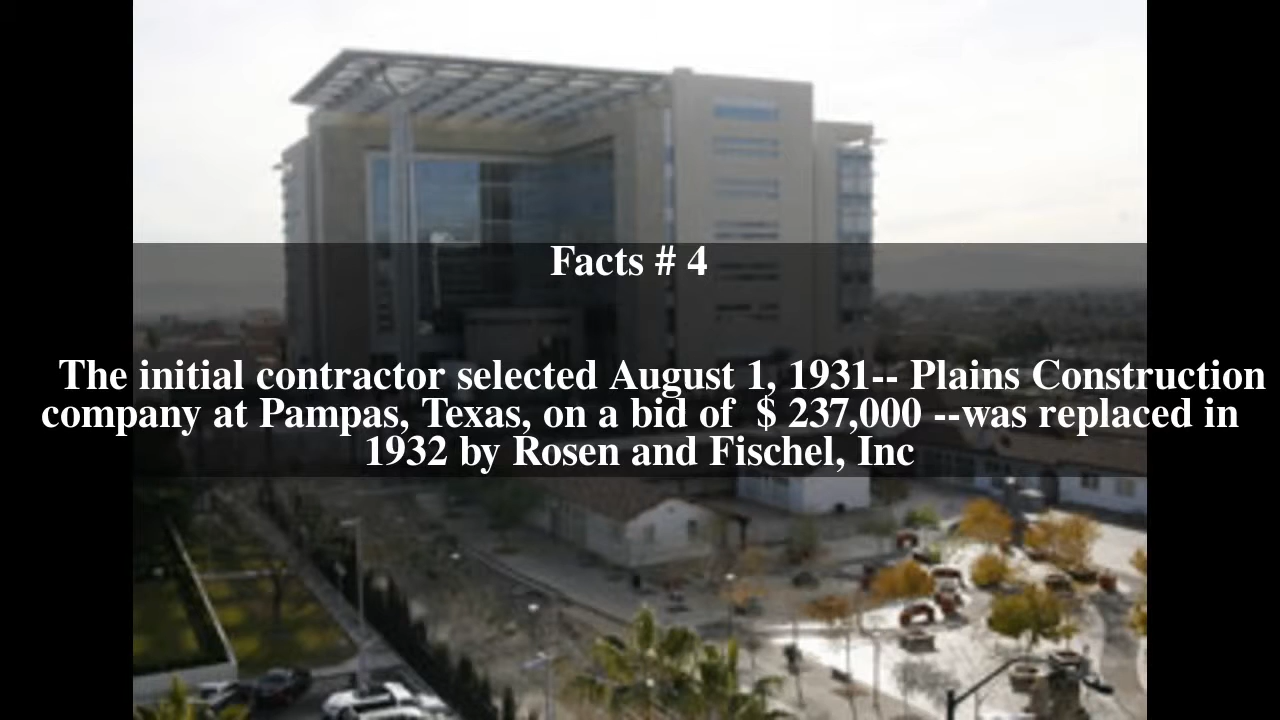 Facts # 4
The initial contractor selected August 1, 1931-- Plains Construction
company at Pampas, Texas, on a bid of $ 237,000 --was replaced in
1932 by Rosen and Fischel, Inc